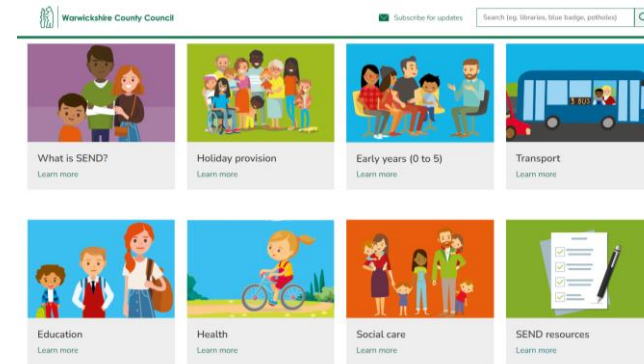 Warwickshire County Council
Subscribe for updates
Search (eg. libraries, blue badge, potholes)
What is SEND?
Learn more
Holiday provision
Learn more
Early years (0 to 5)
Learn more
Transport
Learn more
Education
Learn more
Health
Learn more
Social care
Learn more
SEND resources
Learn more